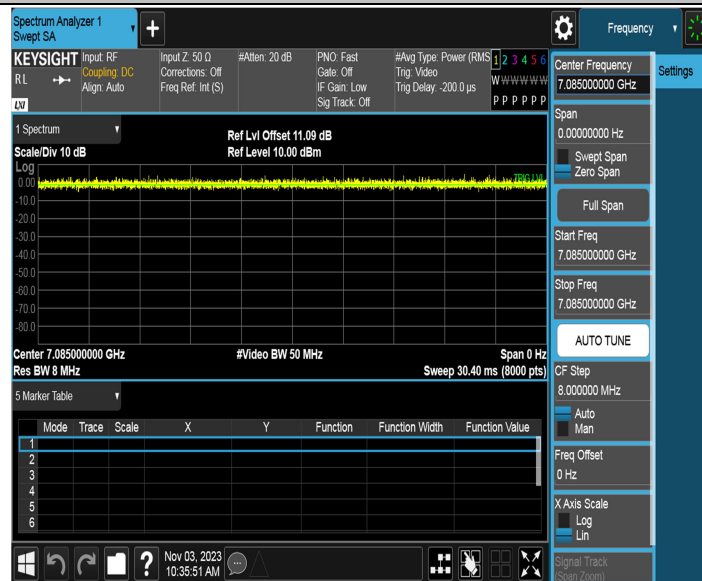 Spectrum Analyzer 1
Swept SA
+
Frequency
KEYSIGHT
RL
LXI
Input: RF
Coupling: DC
Align: Auto
Input Z: 50 Ω
Corrections: Off
Freq Ref: Int (S)
#Atten: 20 dB
PNO: Fast
Gate: Off
IF Gain: Low
Sig Track: Off
#Avg Type: Power (RMS
Trig: Video
Trig Delay: -200.0 µs
1 2 3 4 5 6
W W W W W W
P P P P P P
Center Frequency
7.085000000 GHz
Settings
Span
0.00000000 Hz
Swept Span
Zero Span
Full Span
Start Freq
7.085000000 GHz
Stop Freq
7.085000000 GHz
AUTO TUNE
CF Step
8.000000 MHz
Auto
Man
Freq Offset
0 Hz
X Axis Scale
Log
Lin
Signal Track
(Span Zoom)
1 Spectrum
Scale/Div 10 dB
Ref Lvl Offset 11.09 dB
Ref Level 10.00 dBm
Log
TRIG LVL
0.00
-10.0
-20.0
-30.0
-40.0
-50.0
-60.0
-70.0
-80.0
Center 7.085000000 GHz
#Video BW 50 MHz
Span 0 Hz
Res BW 8 MHz
Sweep 30.40 ms (8000 pts)
5 Marker Table
Mode Trace Scale X Y Function Function Width Function Value
1
2
3
4
5
6
?
Nov 03, 2023
10:35:51 AM